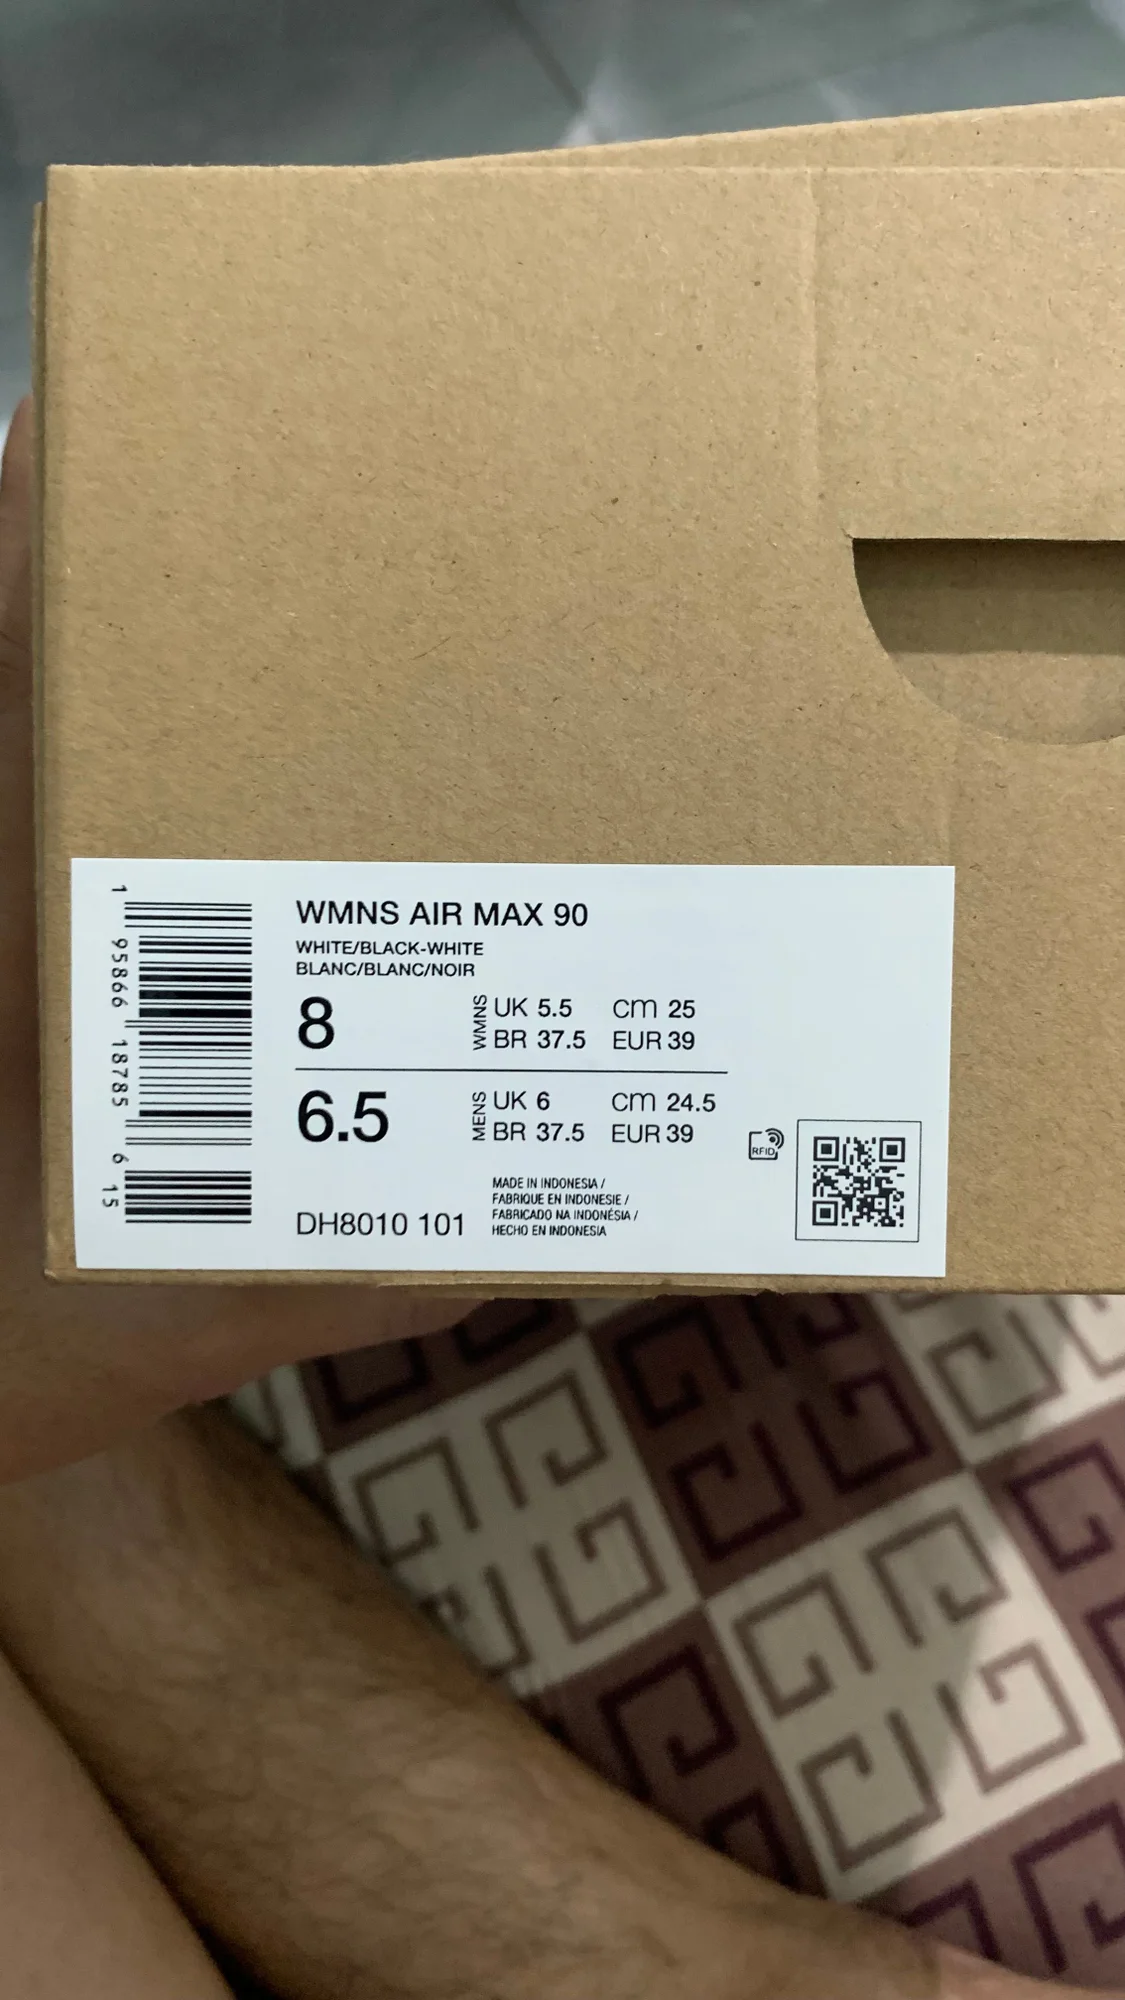 WMNS AIR MAX 90
WHITE/BLACK-WHITE
BLANC/BLANC/NOIR
8
WMNS
UK 5.5 cm 25
BR 37.5 EUR 39
6.5
MENS
UK 6 cm 24.5
BR 37.5 EUR 39
RFID
MADE IN INDONESIA /
FABRIQUE EN INDONESIE /
FABRICADO NA INDONÉSIA /
HECHO EN INDONESIA
DH8010 101
1 95866 18785 6 15